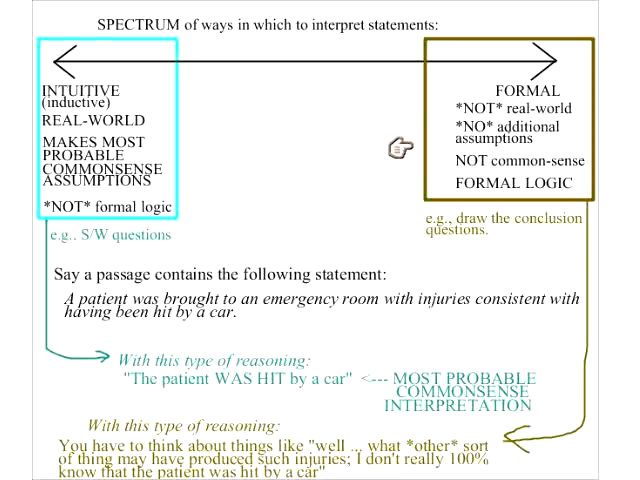 SPECTRUM of ways in which to interpret statements:
INTUITIVE
(inductive)
REAL-WORLD
MAKES MOST
PROBABLE
COMMONSENSE
ASSUMPTIONS
*NOT* formal logic
e.g.. S/W questions
FORMAL
*NOT* real-world
*NO* additional
assumptions
NOT common-sense
FORMAL LOGIC
e.g., draw the conclusion
questions.
Say a passage contains the following statement:
A patient was brought to an emergency room with injuries consistent with
having been hit by a car.
With this type of reasoning:
"The patient WAS HIT by a car" <--- MOST PROBABLE
COMMONSENSE
INTERPRETATION
With this type of reasoning:
You have to think about things like "well ... what *other* sort
of thing may have produced such injuries; I don't really 100%
know that the patient was hit by a car"